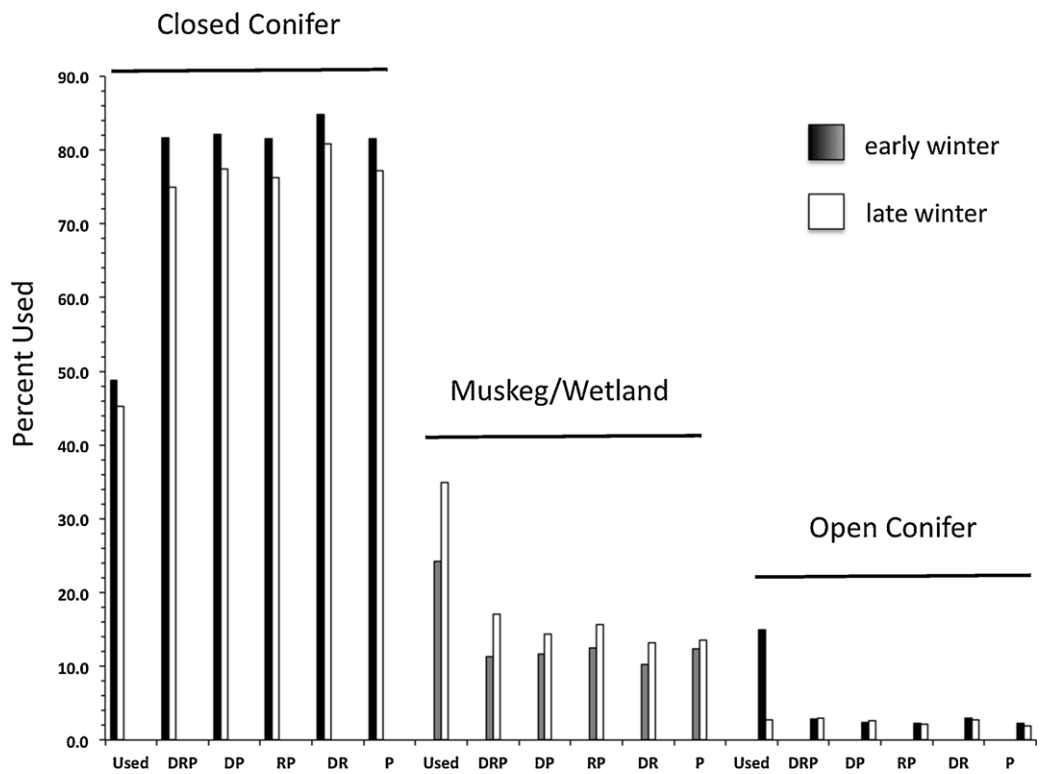 Closed Conifer
90.0
80.0
70.0
60.0
50.0
40.0
30.0
20.0
10.0
0.0
Percent Used
early winter
late winter
Muskeg/Wetland
Open Conifer
Used DRP DP RP DR P Used DRP DP RP DR P Used DRP DP RP DR P